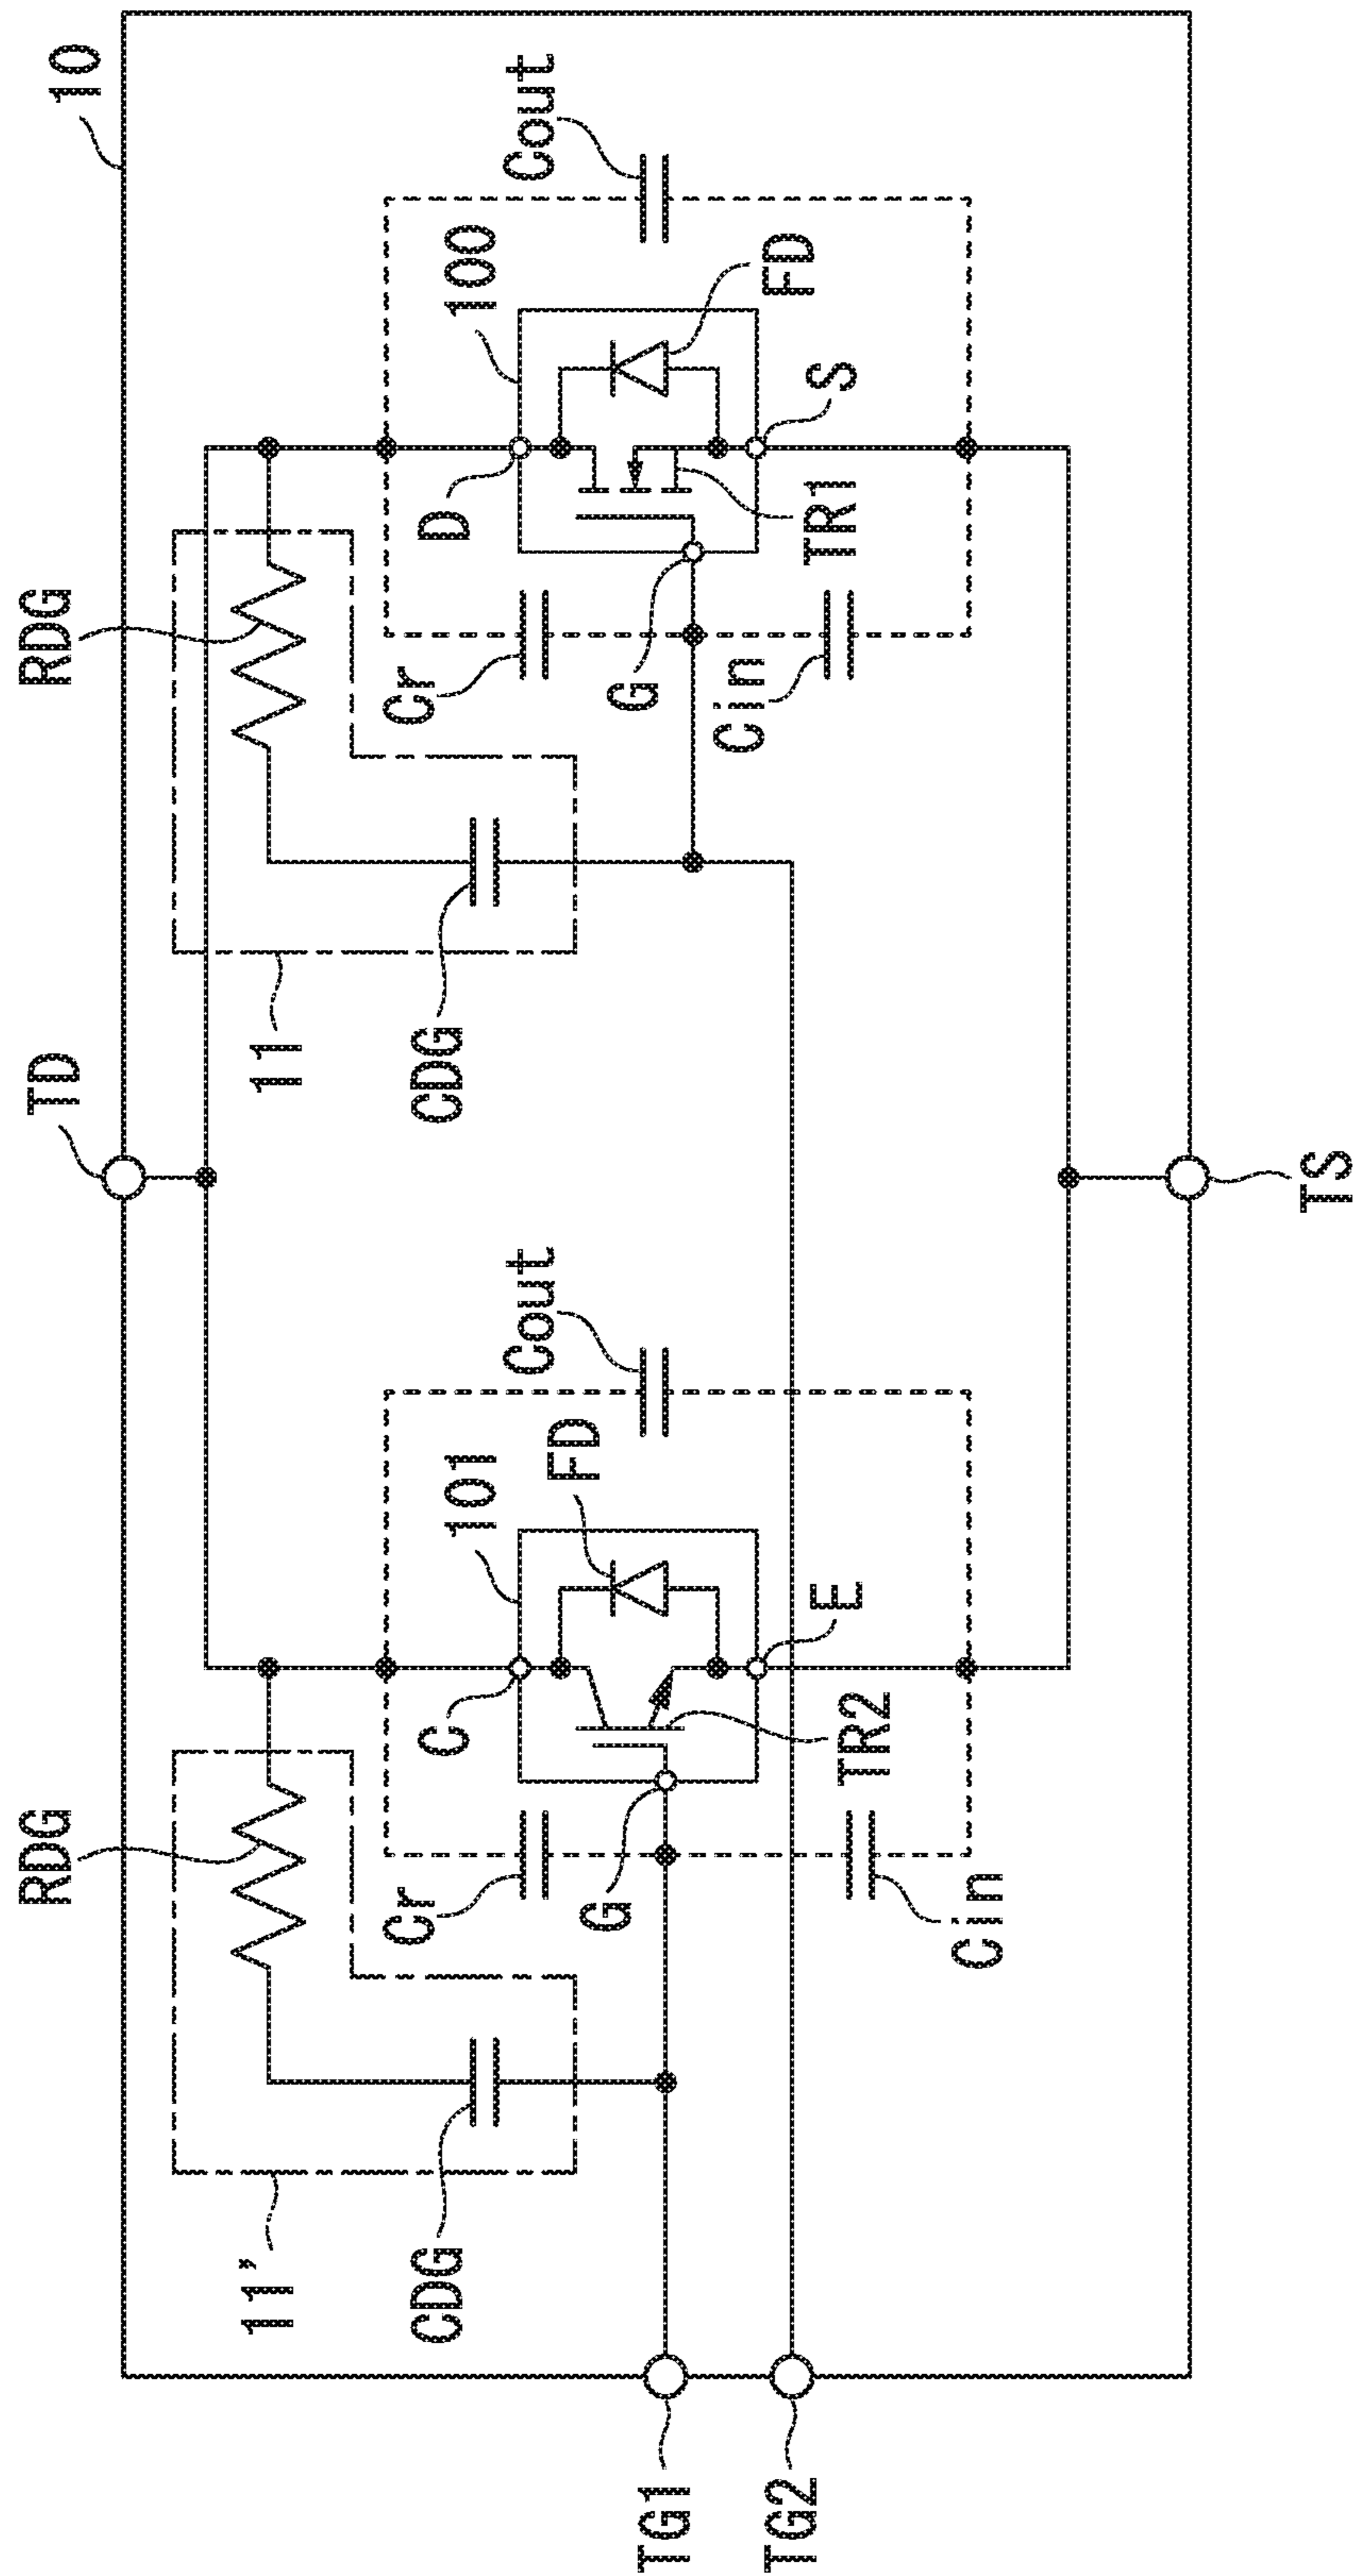 RDG
TD
RDG
10
11”
11
CDG
Cr
C
CDG
Cr
D
101
100
Cout
Cout
FD
G
G
TG1
Cin
TG2
FD
E
TR1
S
TR2
Cin
TS